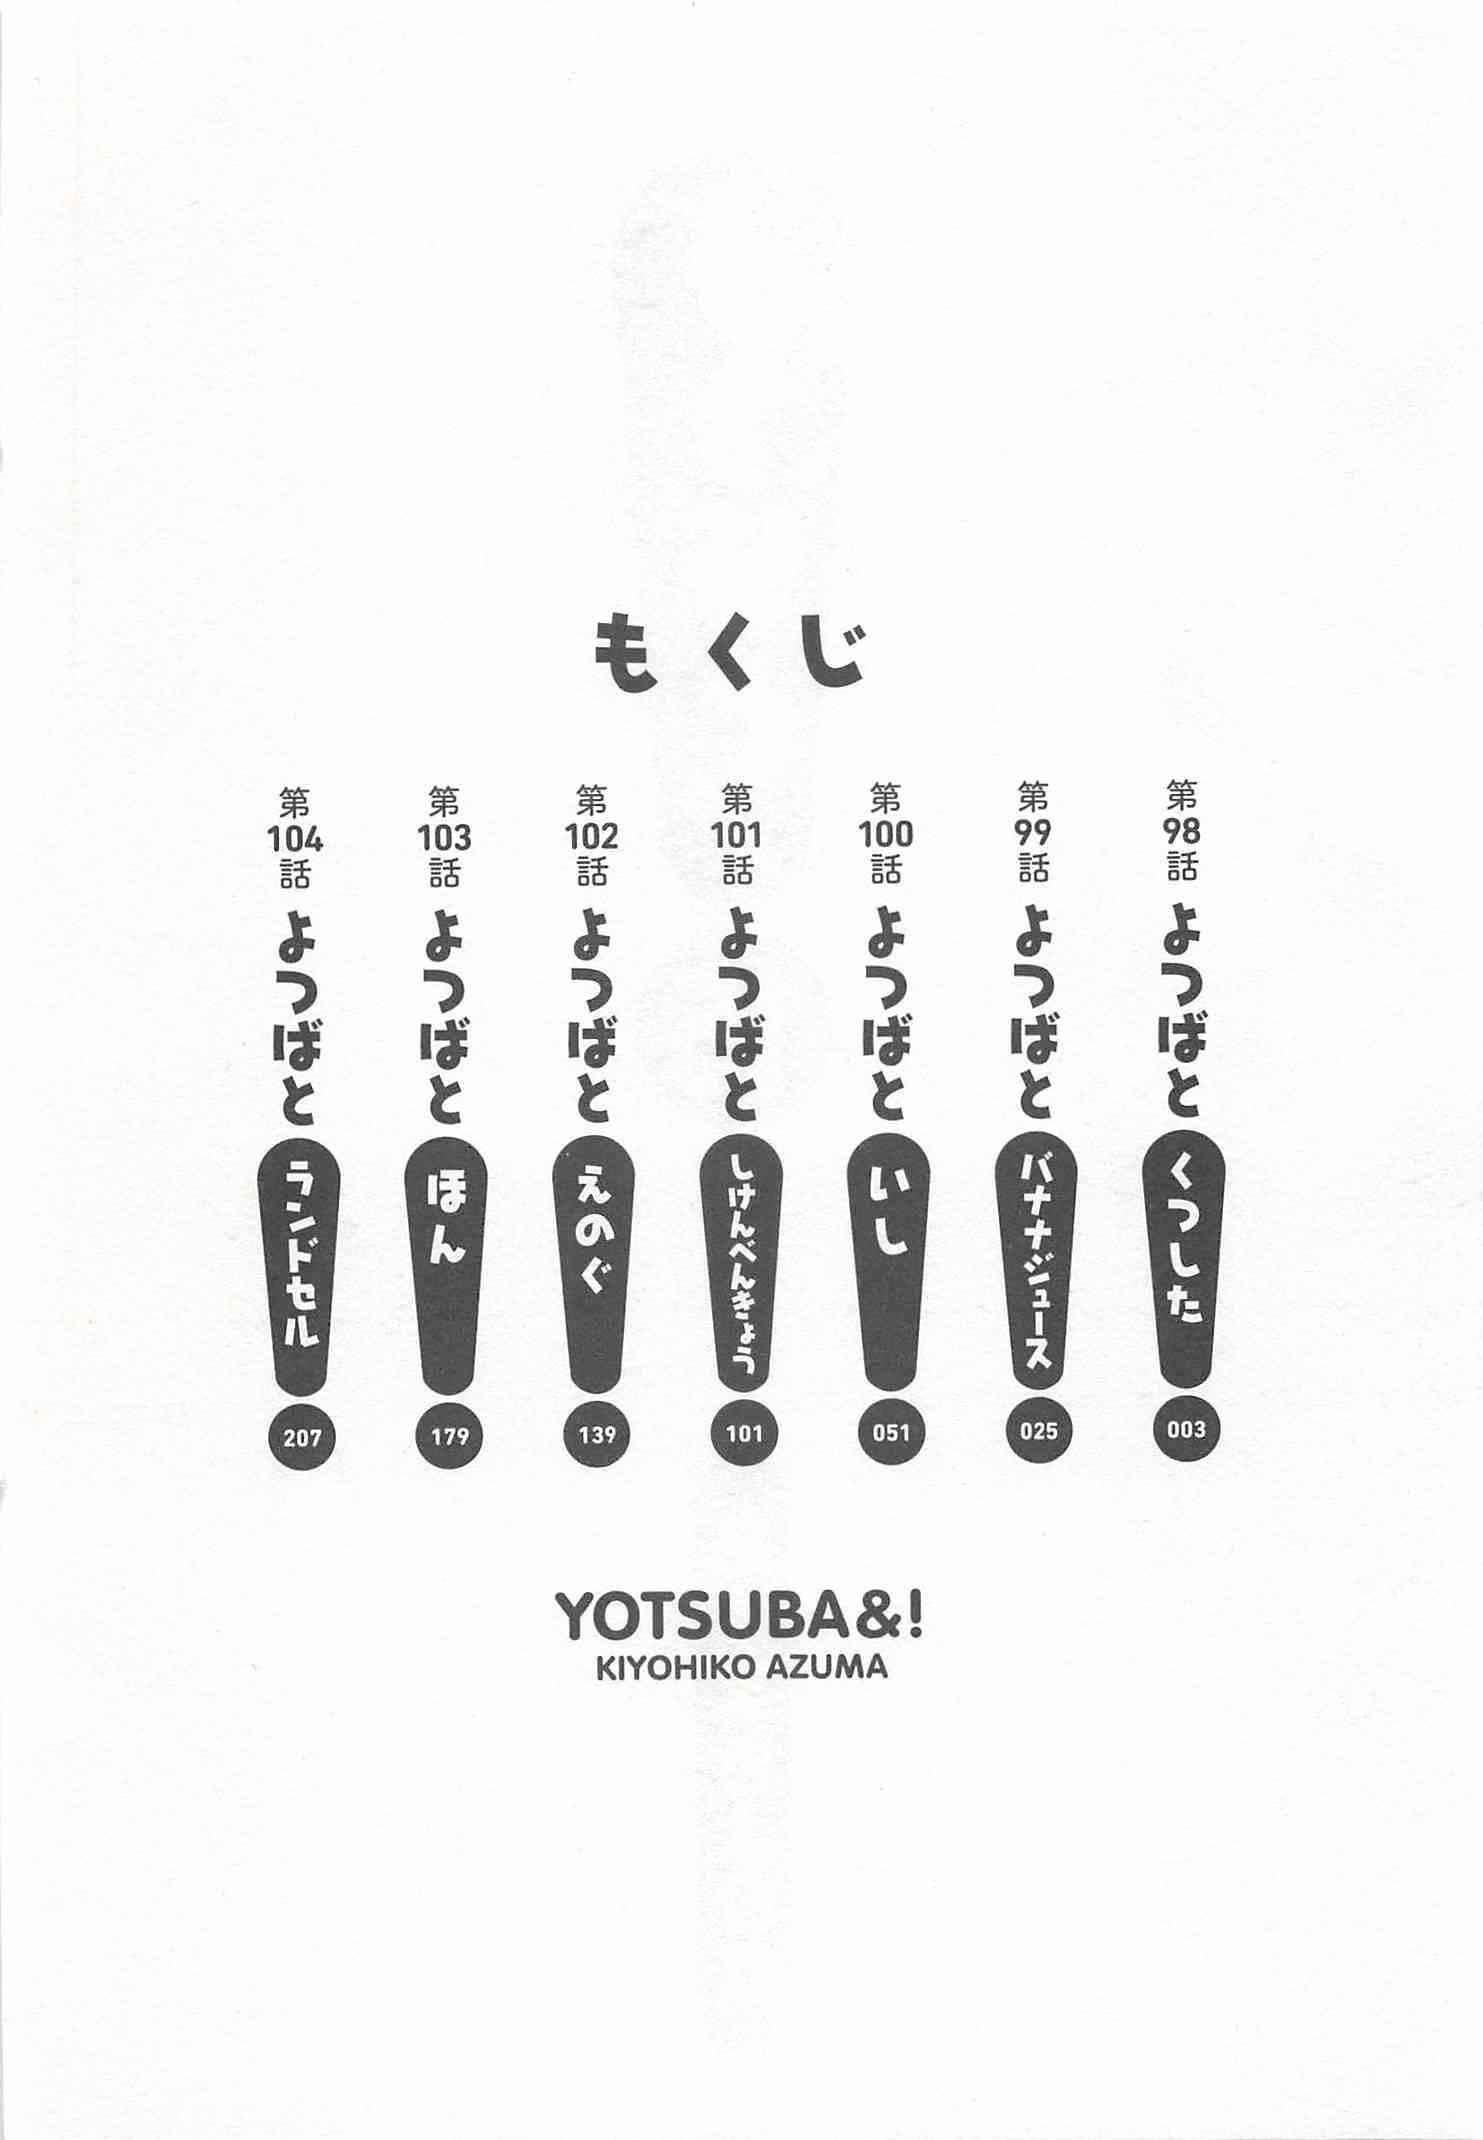 もくじ
第98話 よつばと くつした 003
第99話 よつばと バナナジュース 025
第100話 よつばと いし 051
第101話 よつばと しけんべんきょう 101
第102話 よつばと えのぐ 139
第103話 よつばと ほん 179
第104話 よつばと ランドセル 207
YOTSUBA&!
KIYOHIKO AZUMA